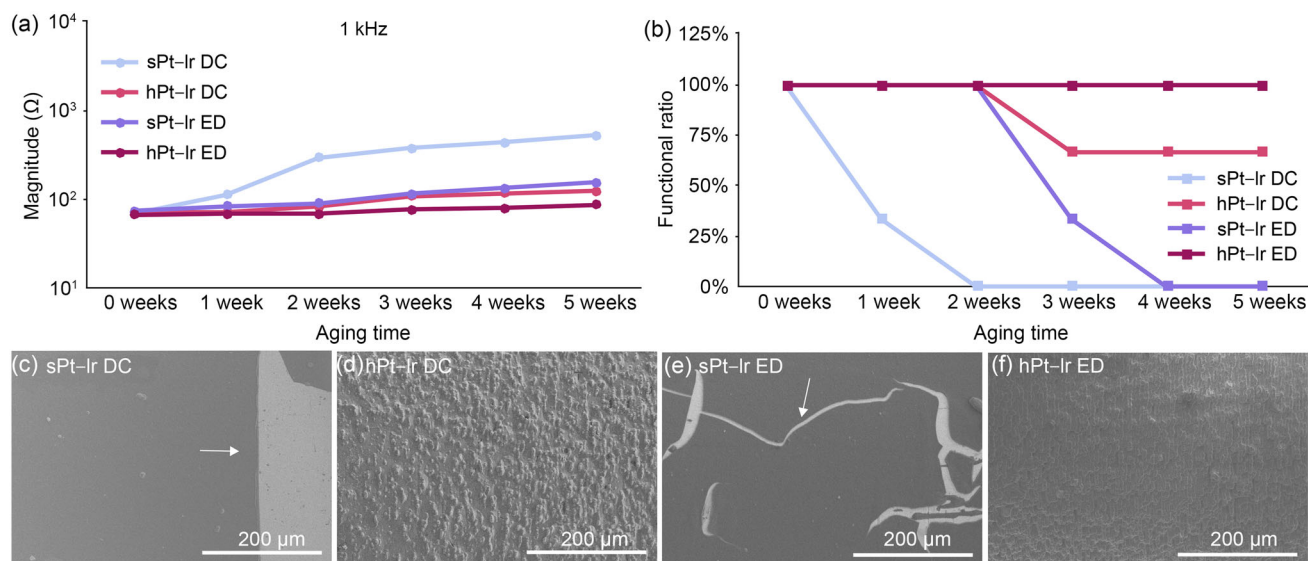 (a)
1 kHz
10⁴
10³
10²
10¹
Magnitude (Ω)
sPt–Ir DC
hPt–Ir DC
sPt–Ir ED
hPt–Ir ED
0 weeks 1 week 2 weeks 3 weeks 4 weeks 5 weeks
Aging time
(b)
125%
100%
75%
50%
25%
0%
Functional ratio
sPt–Ir DC
hPt–Ir DC
sPt–Ir ED
hPt–Ir ED
0 weeks 1 week 2 weeks 3 weeks 4 weeks 5 weeks
Aging time
(c) sPt–Ir DC
200 μm
(d) hPt–Ir DC
200 μm
(e) sPt–Ir ED
200 μm
(f) hPt–Ir ED
200 μm